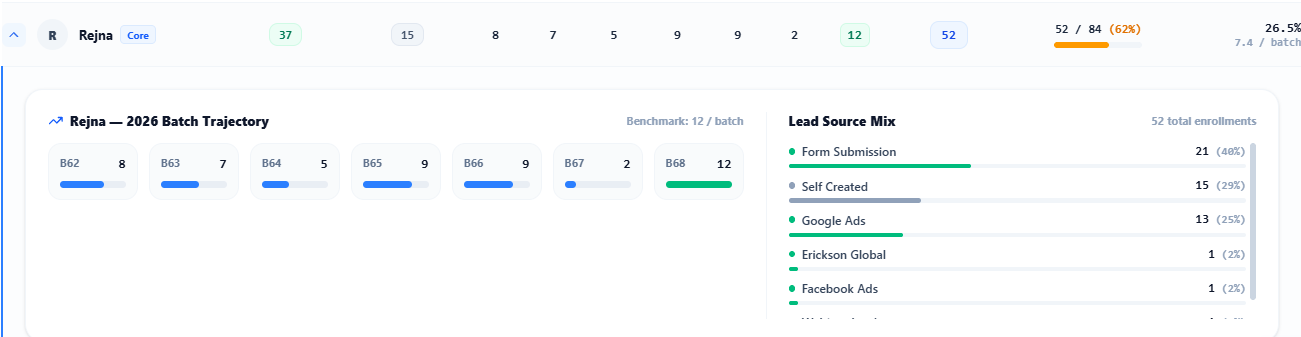 R Rejna Core 37 15 8 7 5 9 9 2 12 52 52 / 84 (62%) 26.5%
7.4 / batch
Rejna — 2026 Batch Trajectory Benchmark: 12 / batch
B62 8 B63 7 B64 5 B65 9 B66 9 B67 2 B68 12
Lead Source Mix 52 total enrollments
Form Submission 21 (40%)
Self Created 15 (29%)
Google Ads 13 (25%)
Erickson Global 1 (2%)
Facebook Ads 1 (2%)